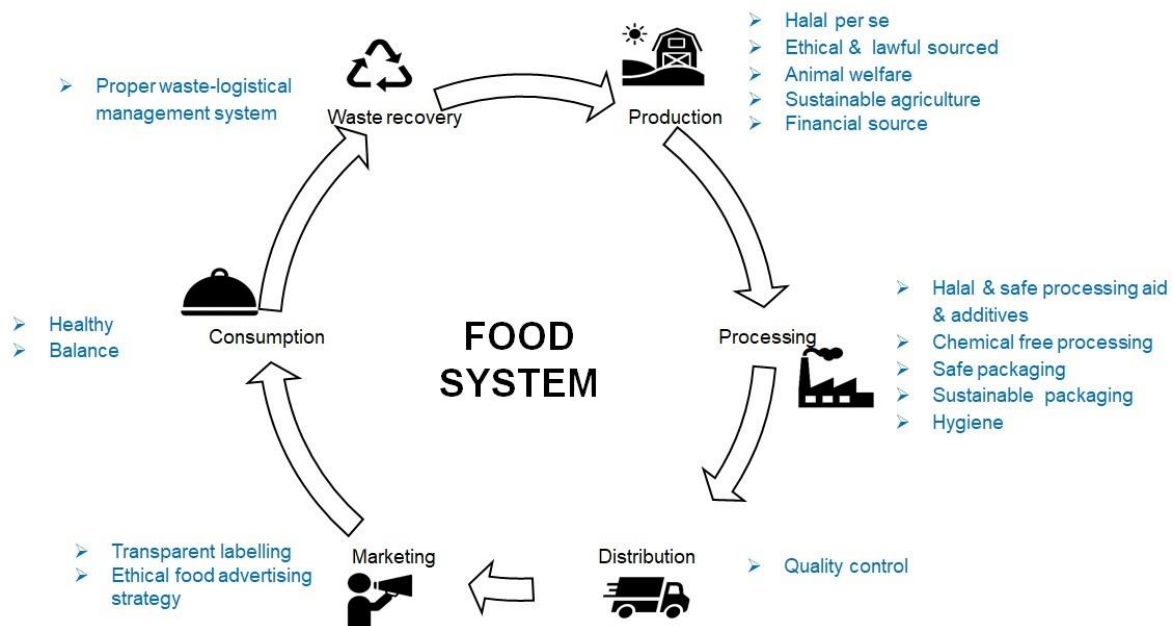 Halal per se
Ethical & lawful sourced
Animal welfare
Sustainable agriculture
Financial source
Proper waste-logistical
management system
Waste recovery
Production
Halal & safe processing aid
& additives
Chemical free processing
Safe packaging
Sustainable packaging
Hygiene
Processing
Healthy
Balance
Consumption
FOOD
SYSTEM
Transparent labelling
Ethical food advertising
strategy
Marketing
Distribution
Quality control